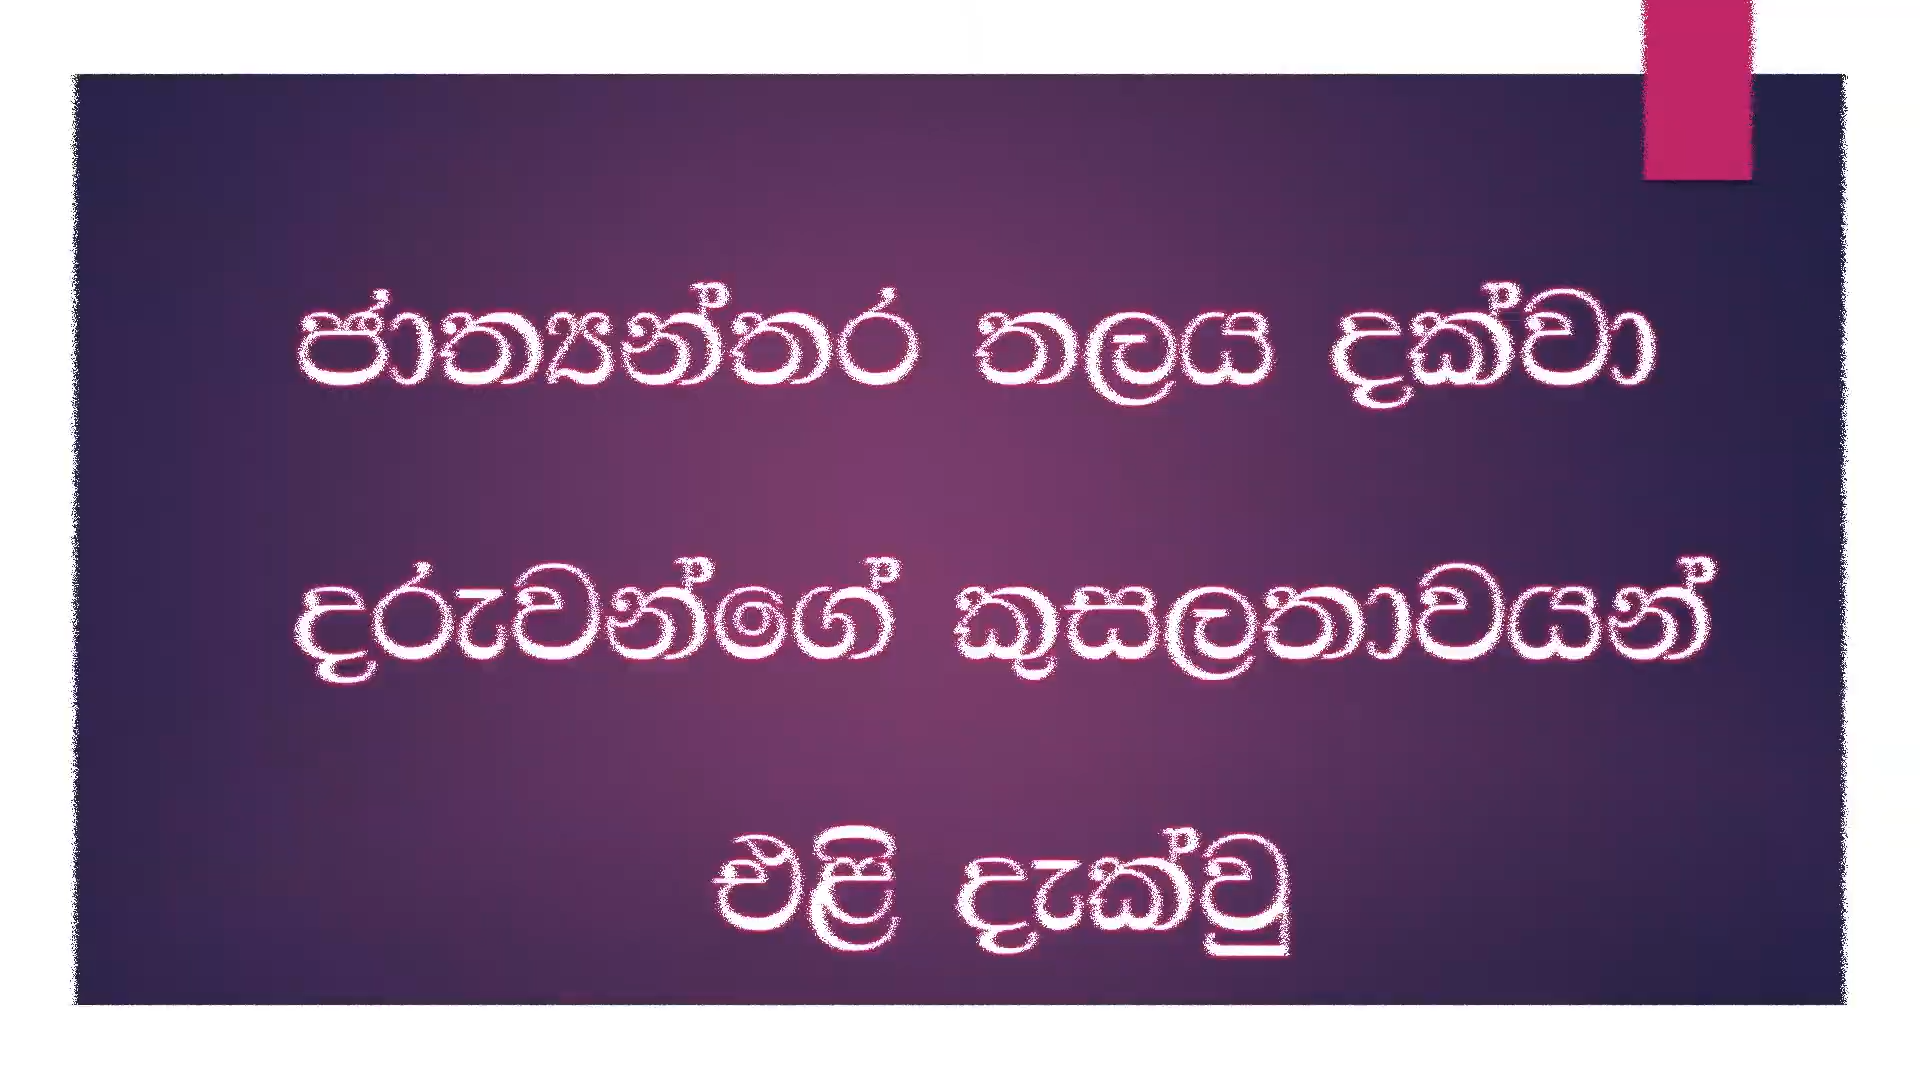 ජාත්‍යන්තර තලය දක්වා
දරුවන්ගේ කුසලතාවයන්
එළි දැක්වු